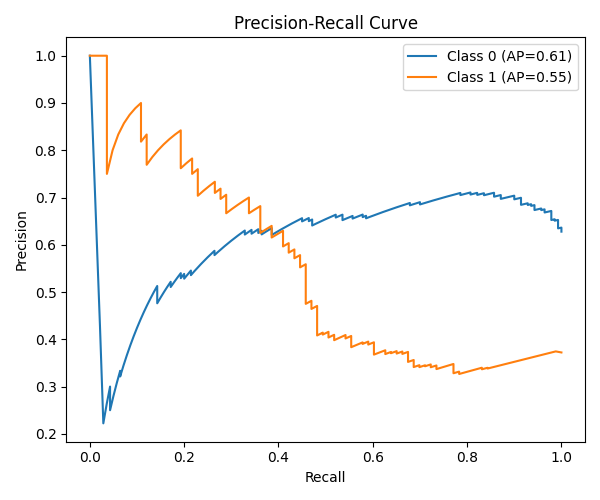 Precision-Recall Curve
Class 0 (AP=0.61)
Class 1 (AP=0.55)
Precision
1.0
0.9
0.8
0.7
0.6
0.5
0.4
0.3
0.2
0.0 0.2 0.4 0.6 0.8 1.0
Recall